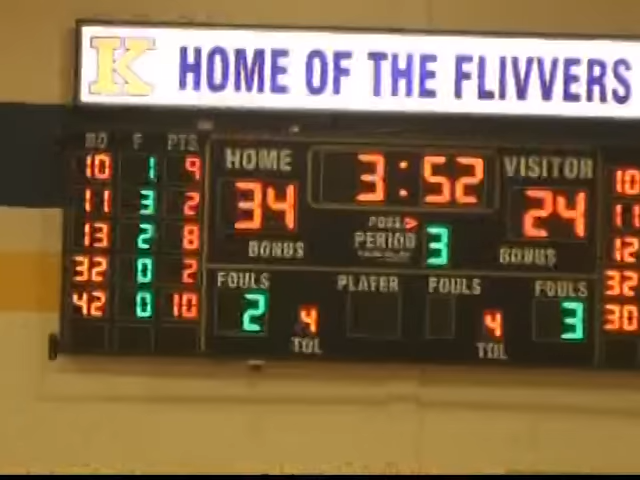 K HOME OF THE FLIVVERS
NO F PTS HOME 3:52 VISITOR
10 1 9 34 24 10
11 3 2 POSS 11
13 2 8 BONUS PERIOD 3 BONUS 12
32 0 2 FOULS PLAYER FOULS FOULS 32
42 0 10 2 4 4 3 30
TOL TOL